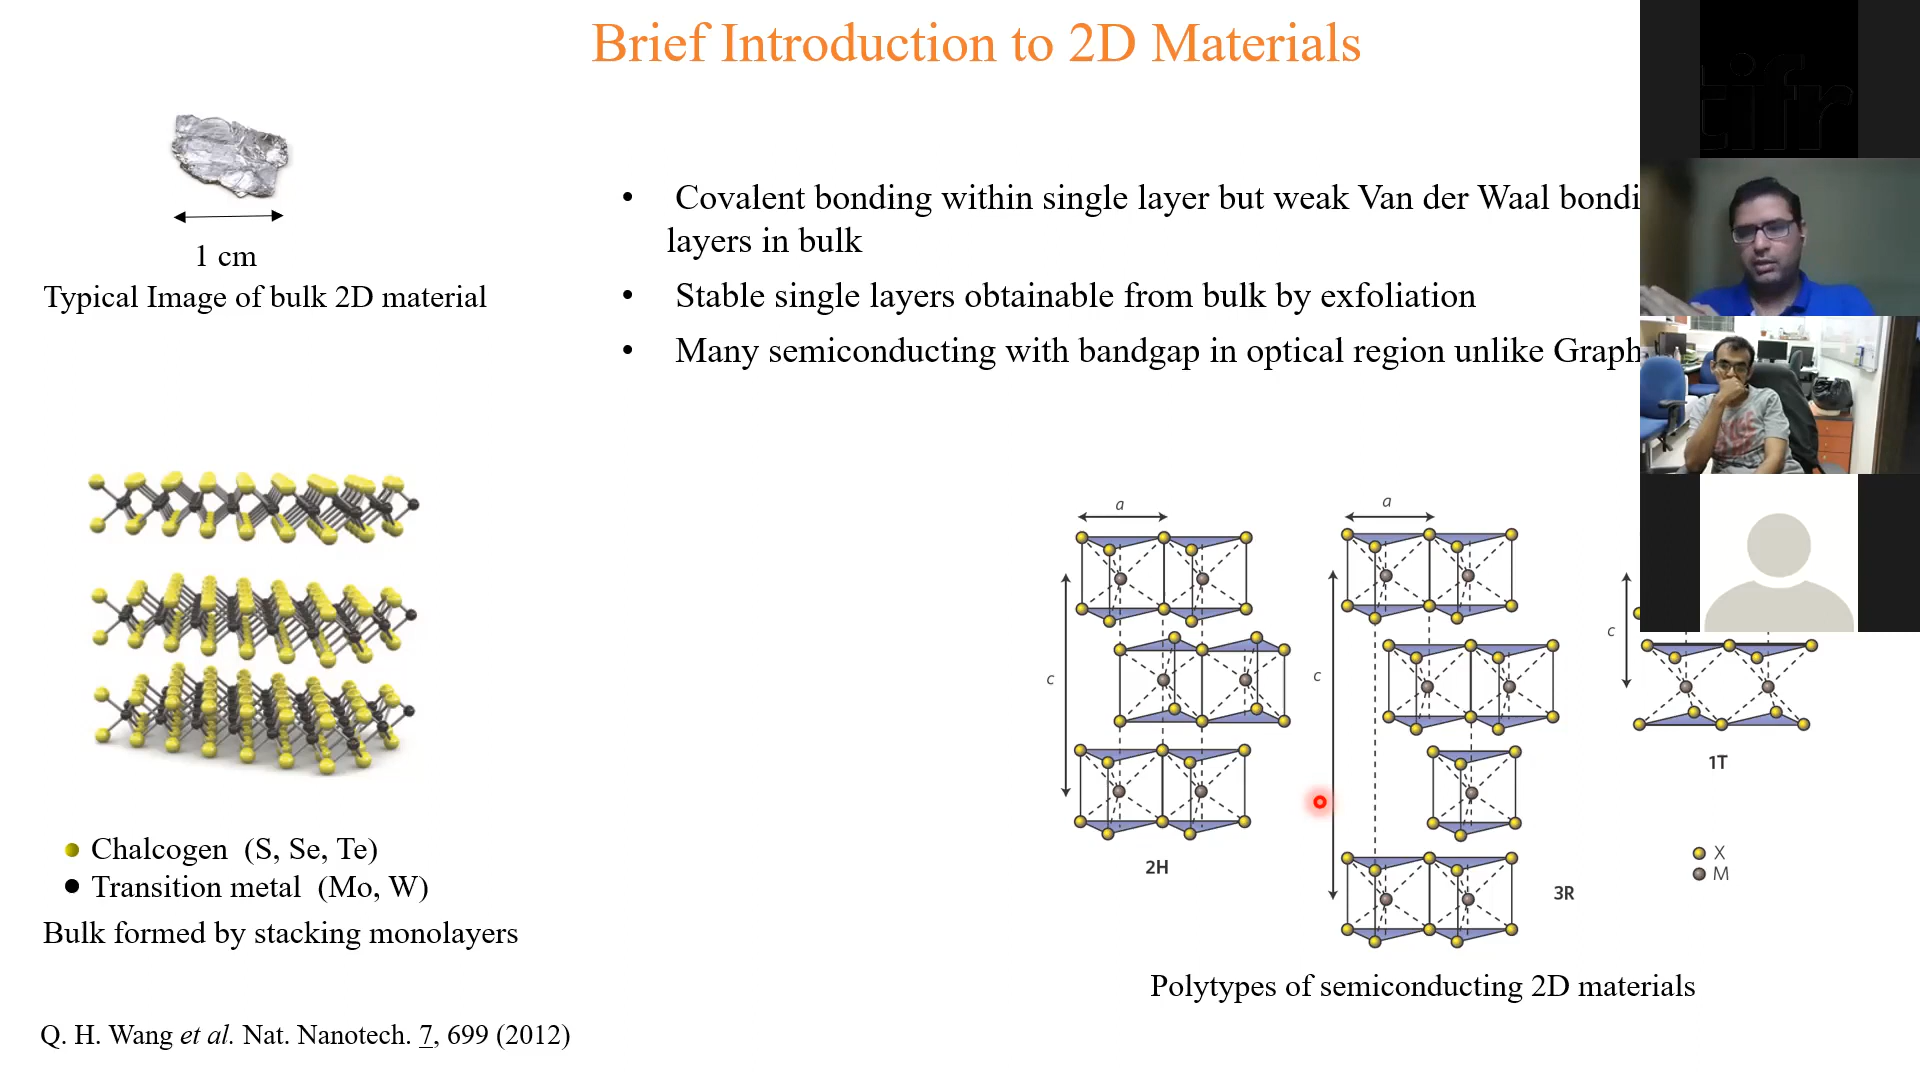 Brief Introduction to 2D Materials
tifr
1 cm
Typical Image of bulk 2D material
• Covalent bonding within single layer but weak Van der Waal bondi
layers in bulk
• Stable single layers obtainable from bulk by exfoliation
• Many semiconducting with bandgap in optical region unlike Graph
a
a
c
c
c
2H
3R
1T
X
M
Chalcogen (S, Se, Te)
Transition metal (Mo, W)
Bulk formed by stacking monolayers
Polytypes of semiconducting 2D materials
Q. H. Wang et al. Nat. Nanotech. 7, 699 (2012)